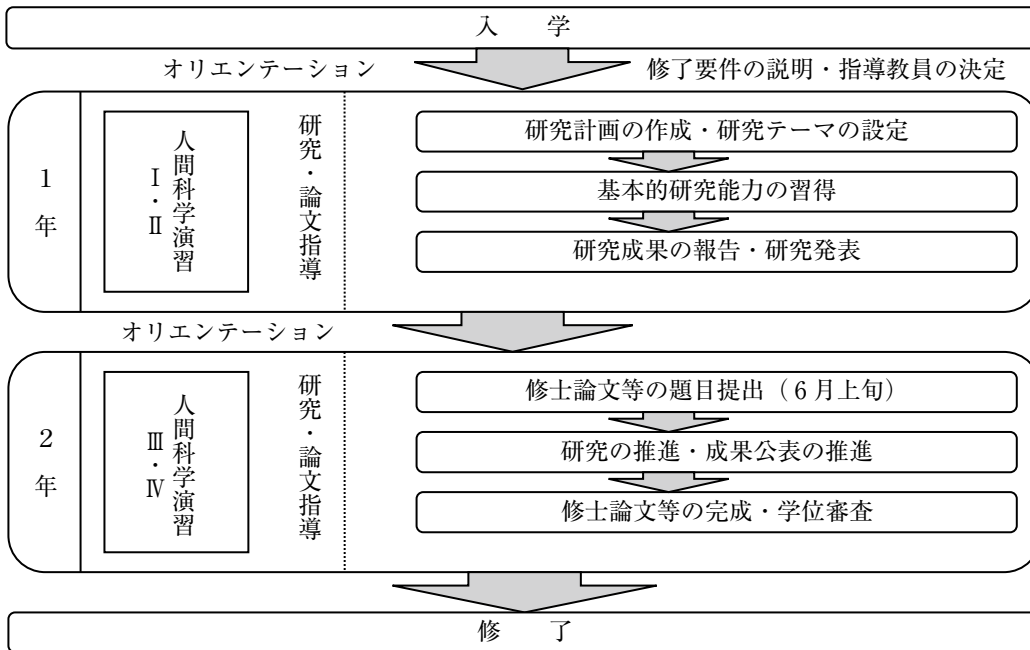 入　学
オリエンテーション
修了要件の説明・指導教員の決定
1年
人間科学演習
Ⅰ・Ⅱ
研究・論文指導
研究計画の作成・研究テーマの設定
基本的研究能力の習得
研究成果の報告・研究発表
オリエンテーション
2年
人間科学演習
Ⅲ・Ⅳ
研究・論文指導
修士論文等の題目提出（６月上旬）
研究の推進・成果公表の推進
修士論文等の完成・学位審査
修　了